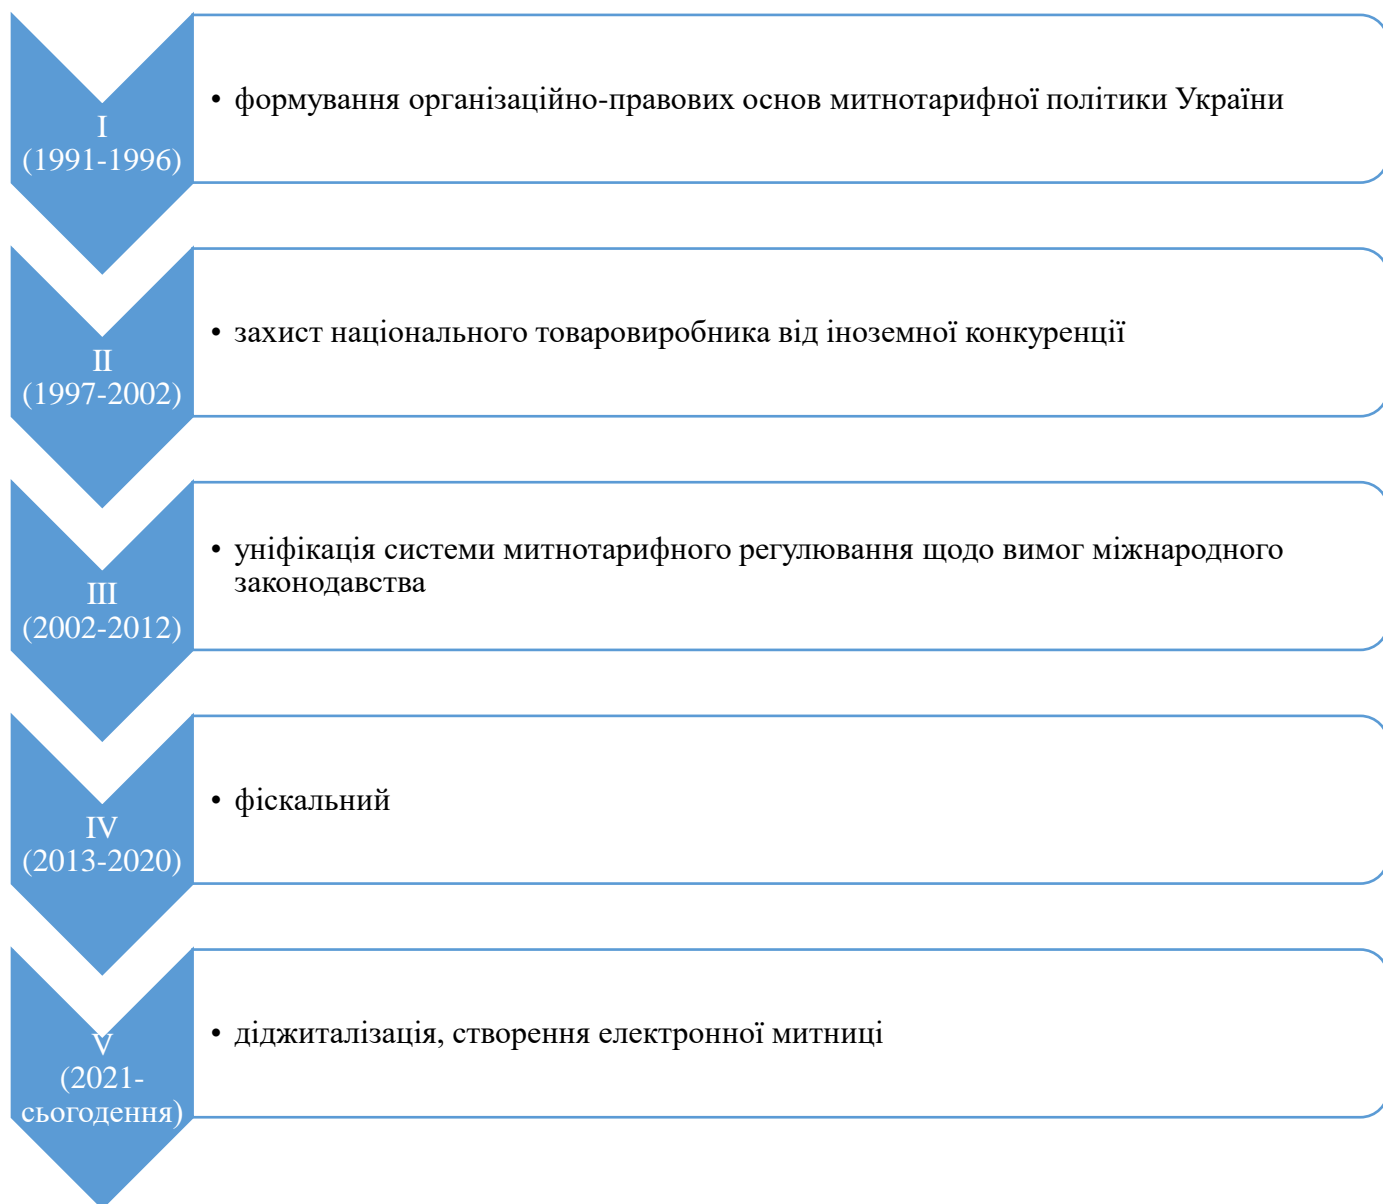 I
(1991-1996)
• формування організаційно-правових основ митнотарифної політики України
II
(1997-2002)
• захист національного товаровиробника від іноземної конкуренції
III
(2002-2012)
• уніфікація системи митнотарифного регулювання щодо вимог міжнародного
законодавства
IV
(2013-2020)
• фіскальний
V
(2021-
сьогодення)
• діджиталізація, створення електронної митниці